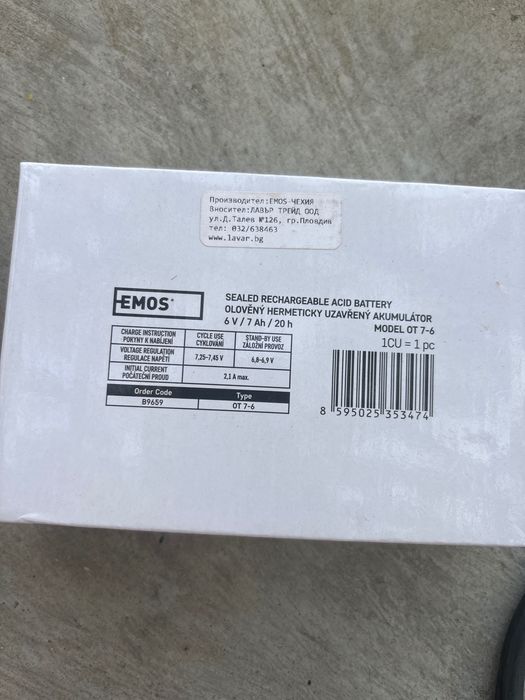 Производител:EMOS-ЧЕХИЯ
Вносител:ЛАВЪР ТРЕЙД ООД
ул.Д.Талев №126, гр.Пловдив
тел: 032/638463
www.lavar.bg
EMOS
SEALED RECHARGEABLE ACID BATTERY
OLOVĚNÝ HERMETICKY UZAVŘENÝ AKUMULÁTOR
6 V / 7 Ah / 20 h
MODEL OT 7-6
1CU = 1 pc
CHARGE INSTRUCTION CYCLE USE STAND-BY USE
POKYNY K NABÍJENÍ CYKLOVÁNÍ ZÁLOŽNÍ PROVOZ
VOLTAGE REGULATION
REGULACE NAPĚTÍ 7,25-7,45 V 6,8-6,9 V
INITIAL CURRENT
POČÁTEČNÍ PROUD 2,1 A max.
Order Code Type
B9659 OT 7-6
8 595025 353474